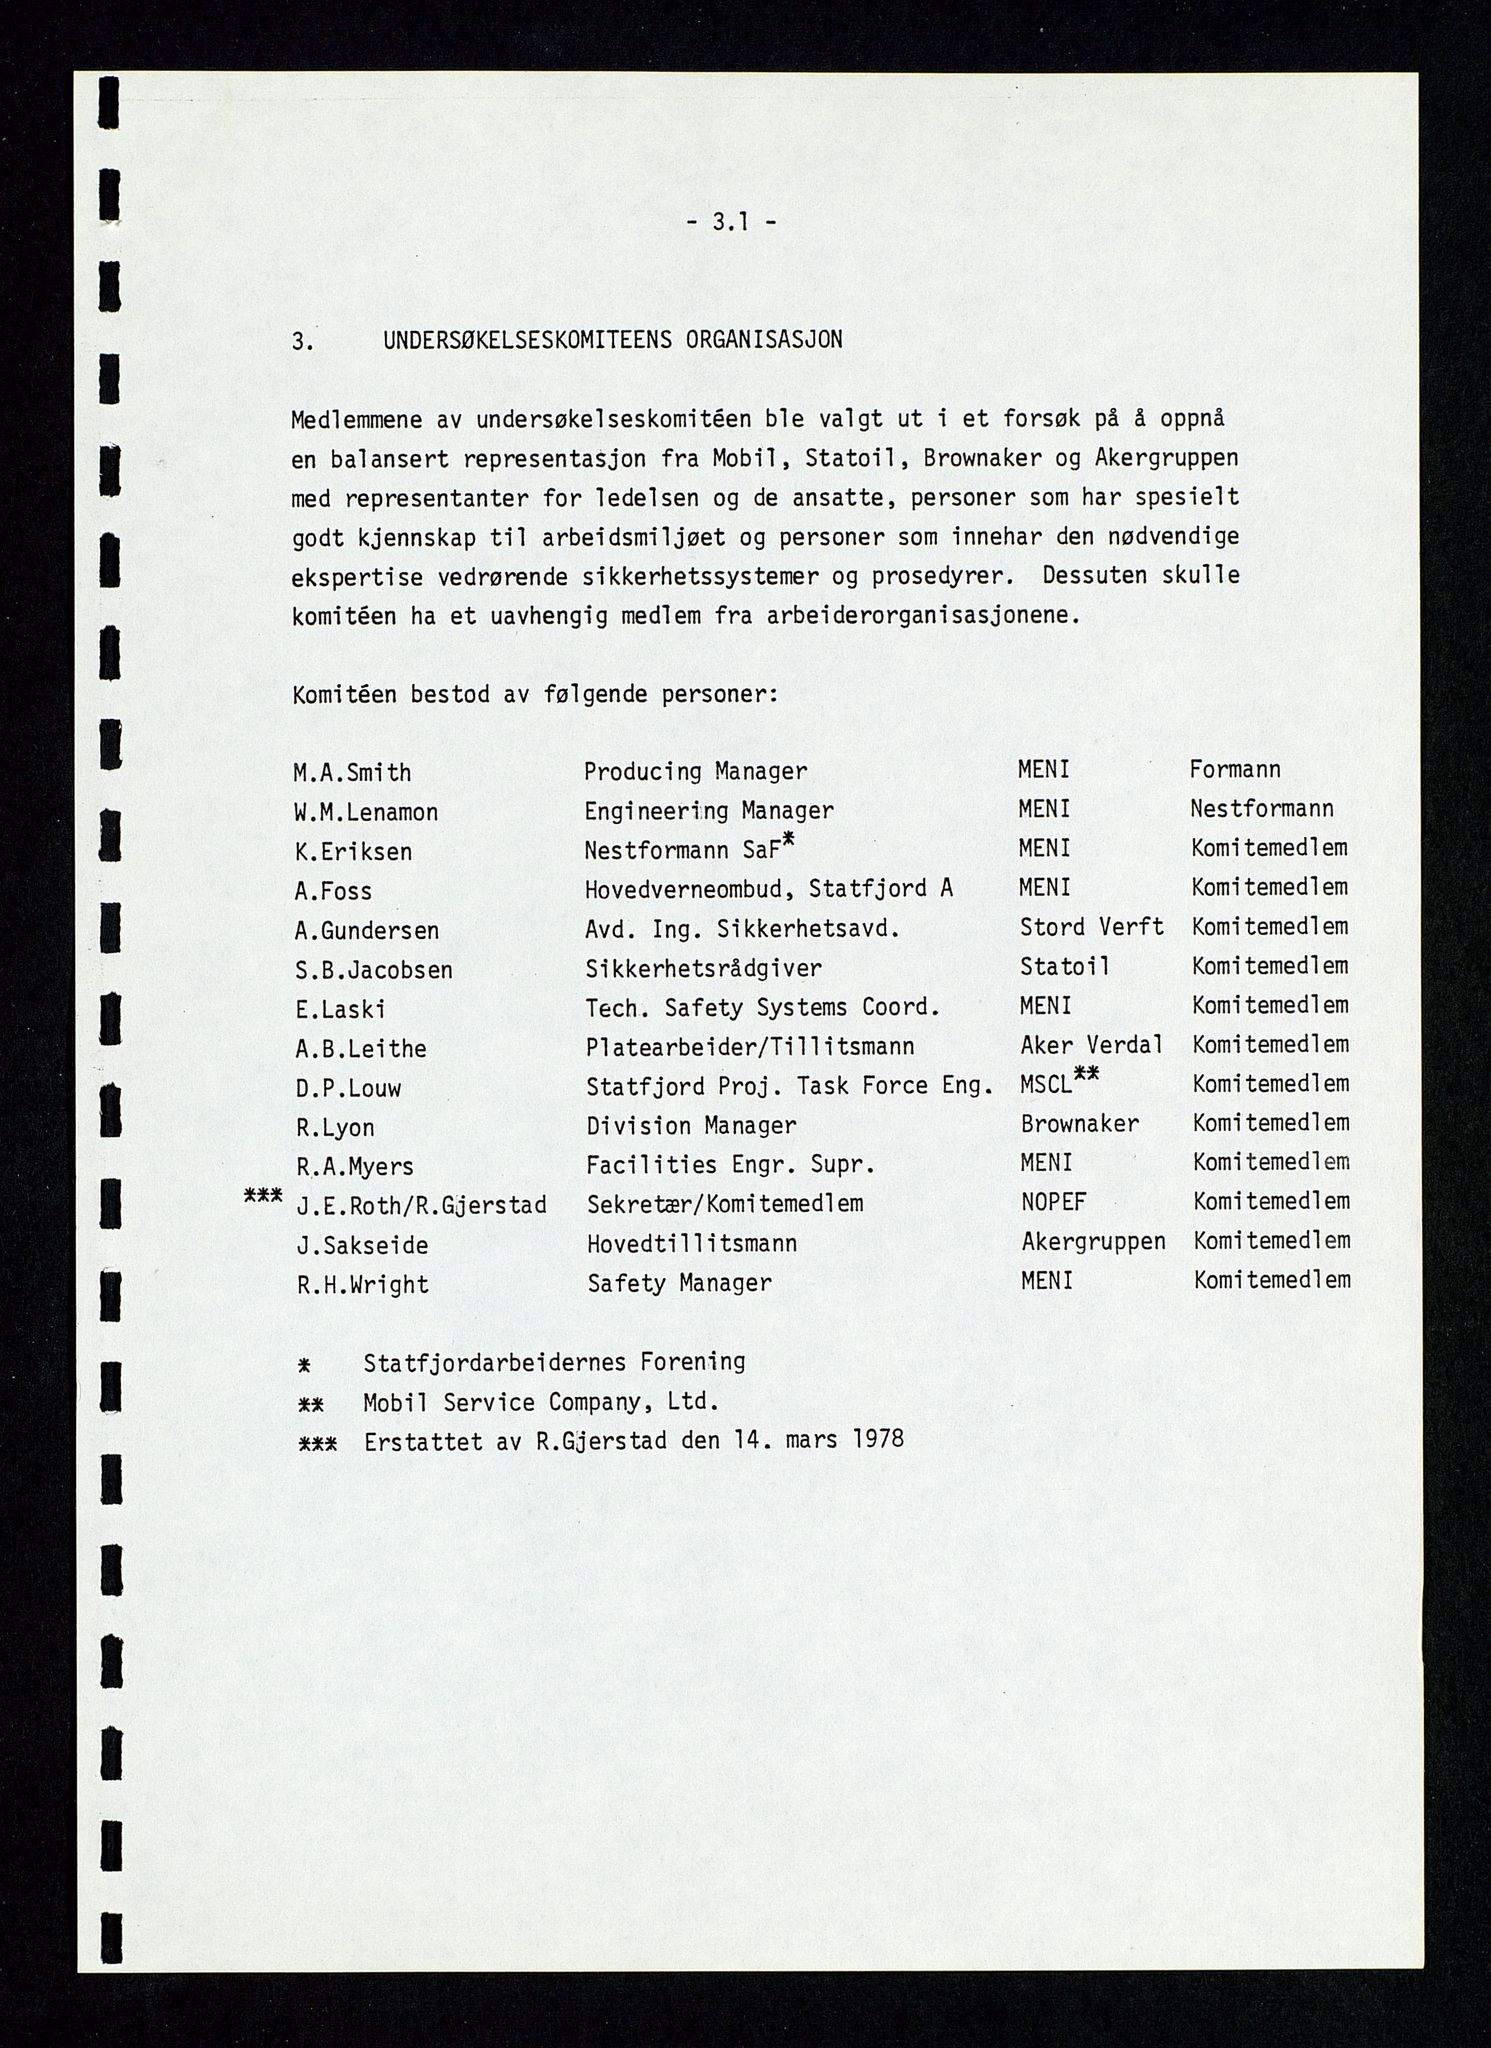 - 3.1 -
3. UNDERSØKELSESKOMITEENS ORGANISASJON
Medlemmene av undersøkelseskomitéen ble valgt ut i et forsøk på å oppnå
en balansert representasjon fra Mobil, Statoil, Brownaker og Akergruppen
med representanter for ledelsen og de ansatte, personer som har spesielt
godt kjennskap til arbeidsmiljøet og personer som innehar den nødvendige
ekspertise vedrørende sikkerhetssystemer og prosedyrer. Dessuten skulle
komitéen ha et uavhengig medlem fra arbeiderorganisasjonene.
Komitéen bestod av følgende personer:
M.A.Smith Producing Manager MENI Formann
W.M.Lenamon Engineering Manager MENI Nestformann
K.Eriksen Nestformann SaF* MENI Komitemedlem
A.Foss Hovedverneombud, Statfjord A MENI Komitemedlem
A.Gundersen Avd. Ing. Sikkerhetsavd. Stord Verft Komitemedlem
S.B.Jacobsen Sikkerhetsrådgiver Statoil Komitemedlem
E.Laski Tech. Safety Systems Coord. MENI Komitemedlem
A.B.Leithe Platearbeider/Tillitsmann Aker Verdal Komitemedlem
D.P.Louw Statfjord Proj. Task Force Eng. MSCL** Komitemedlem
R.Lyon Division Manager Brownaker Komitemedlem
R.A.Myers Facilities Engr. Supr. MENI Komitemedlem
*** J.E.Roth/R.Gjerstad Sekretær/Komitemedlem NOPEF Komitemedlem
J.Sakseide Hovedtillitsmann Akergruppen Komitemedlem
R.H.Wright Safety Manager MENI Komitemedlem
* Statfjordarbeidernes Forening
** Mobil Service Company, Ltd.
*** Erstattet av R.Gjerstad den 14. mars 1978